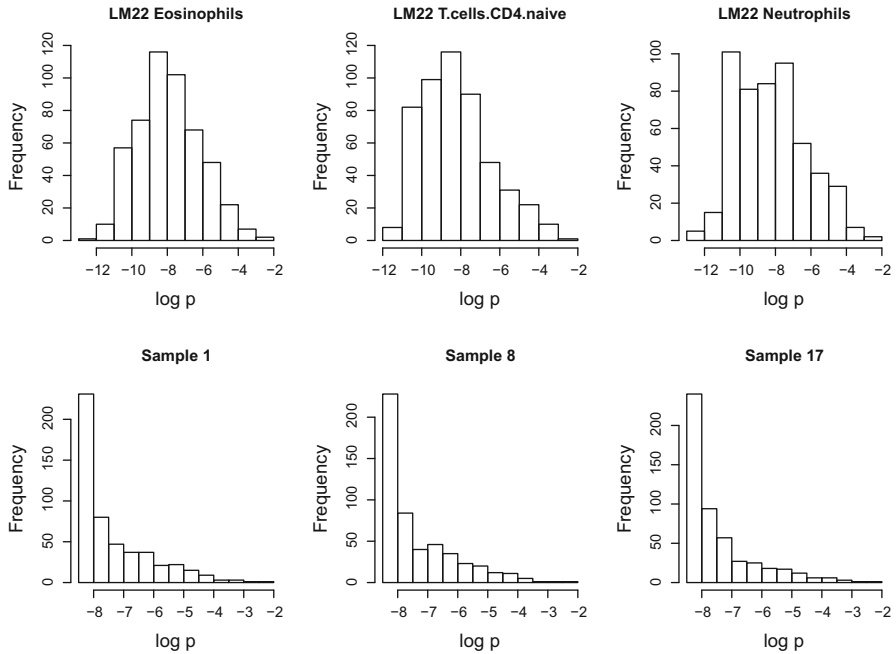 LM22 Eosinophils
Frequency
0 20 40 60 80 100 120
−12 −10 −8 −6 −4 −2
log p
LM22 T.cells.CD4.naive
Frequency
0 20 40 60 80 100 120
−12 −10 −8 −6 −4 −2
log p
LM22 Neutrophils
Frequency
0 20 40 60 80 100
−12 −10 −8 −6 −4 −2
log p
Sample 1
Frequency
0 50 100 150 200
−8 −7 −6 −5 −4 −3 −2
log p
Sample 8
Frequency
0 50 100 150 200
−8 −7 −6 −5 −4 −3 −2
log p
Sample 17
Frequency
0 50 100 150 200
−8 −7 −6 −5 −4 −3 −2
log p